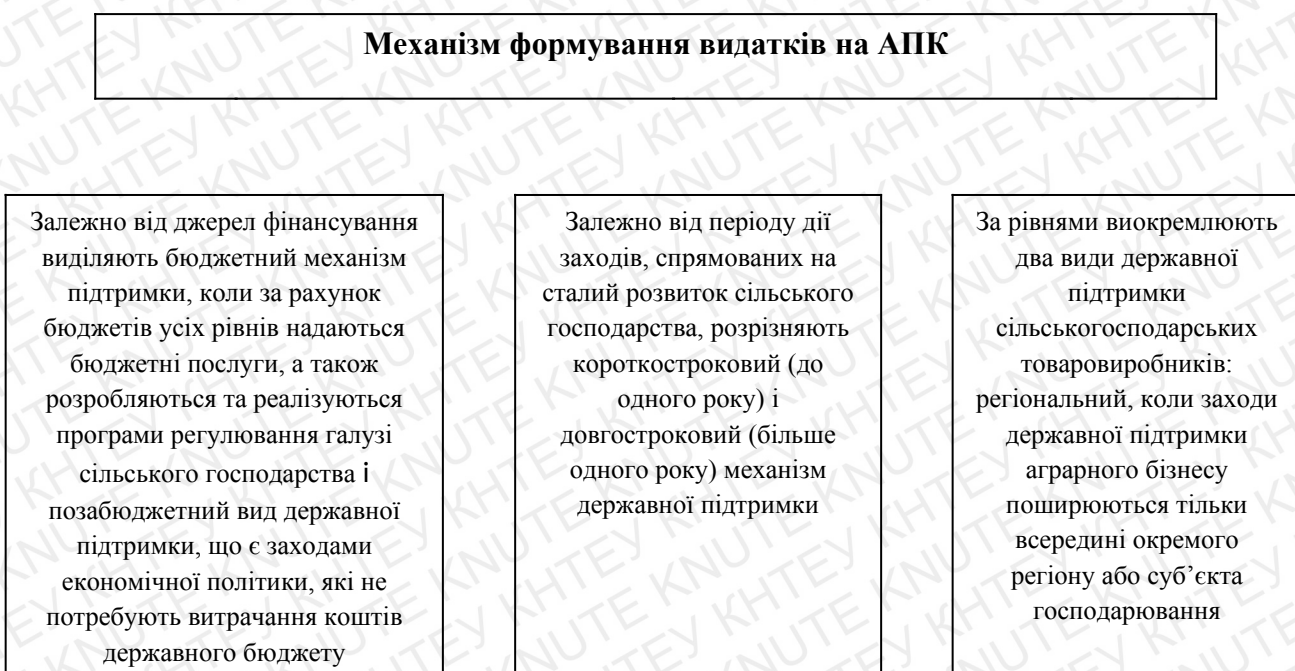 Механізм формування видатків на АПК
Залежно від джерел фінансування
виділяють бюджетний механізм
підтримки, коли за рахунок
бюджетів усіх рівнів надаються
бюджетні послуги, а також
розробляються та реалізуються
програми регулювання галузі
сільського господарства і
позабюджетний вид державної
підтримки, що є заходами
економічної політики, які не
потребують витрачання коштів
державного бюджету
Залежно від періоду дії
заходів, спрямованих на
сталий розвиток сільського
господарства, розрізняють
короткостроковий (до
одного року) і
довгостроковий (більше
одного року) механізм
державної підтримки
За рівнями виокремлюють
два види державної
підтримки
сільськогосподарських
товаровиробників:
регіональний, коли заходи
державної підтримки
аграрного бізнесу
поширюються тільки
всередині окремого
регіону або суб’єкта
господарювання